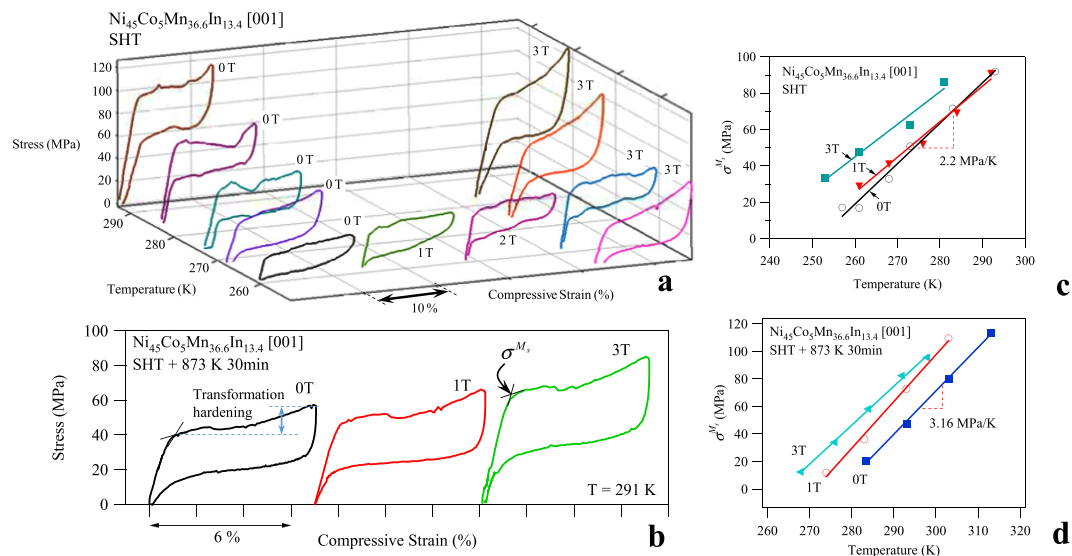 Ni45Co5Mn36.6In13.4 [001]
SHT
120
100
80
60
40
20
0
Stress (MPa)
290
280
270
260
Temperature (K)
0 T
0 T
0 T
0 T
0 T
1 T
2 T
3 T
3 T
3 T
3 T
10 %
Compressive Strain (%)
a
Ni45Co5Mn36.6In13.4 [001]
SHT + 873 K 30min
100
80
60
40
20
0
Stress (MPa)
Transformation
hardening
0T
1T
σMs
3T
T = 291 K
6 %
Compressive Strain (%)
b
Ni45Co5Mn36.6In13.4 [001]
SHT
100
80
60
40
20
0
σMs (MPa)
3T
1T
0T
2.2 MPa/K
240
250
260
270
280
290
300
Temperature (K)
c
Ni45Co5Mn36.6In13.4 [001]
SHT + 873 K 30min
120
100
80
60
40
20
0
σMs (MPa)
3T
1T
0T
3.16 MPa/K
260
270
280
290
300
310
320
Temperature (K)
d